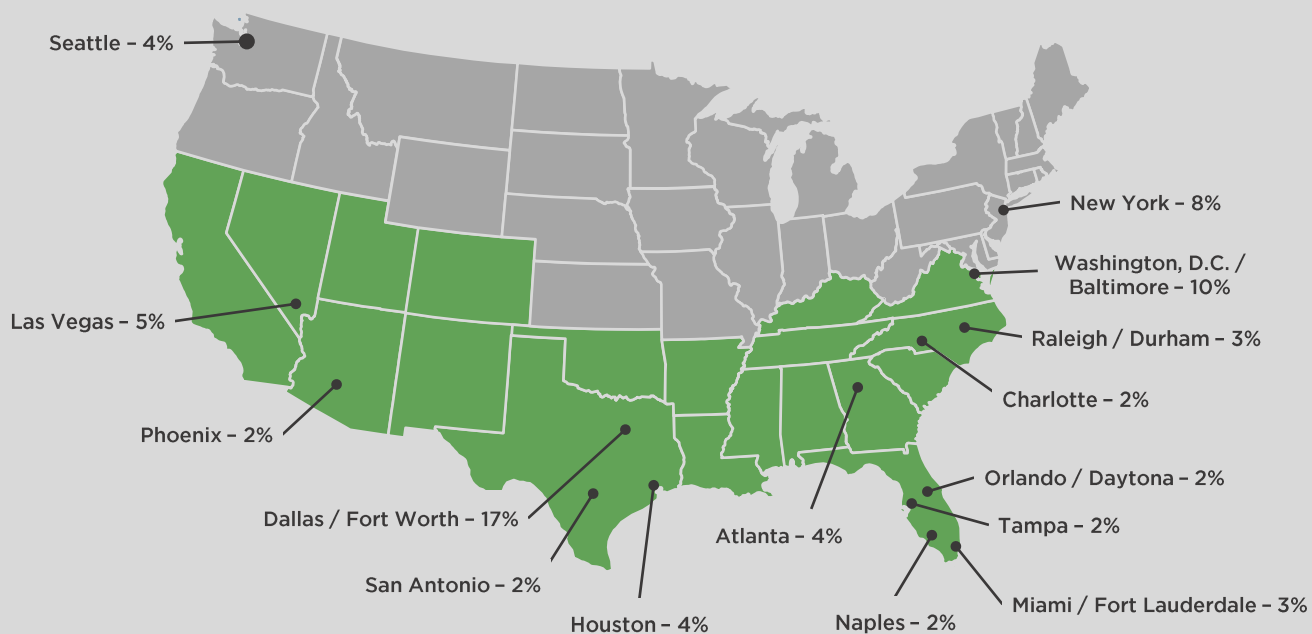 Seattle – 4%
New York – 8%
Washington, D.C. /
Baltimore – 10%
Las Vegas – 5%
Raleigh / Durham – 3%
Charlotte – 2%
Phoenix – 2%
Orlando / Daytona – 2%
Dallas / Fort Worth – 17%
Tampa – 2%
Atlanta – 4%
San Antonio – 2%
Miami / Fort Lauderdale – 3%
Houston – 4%
Naples – 2%